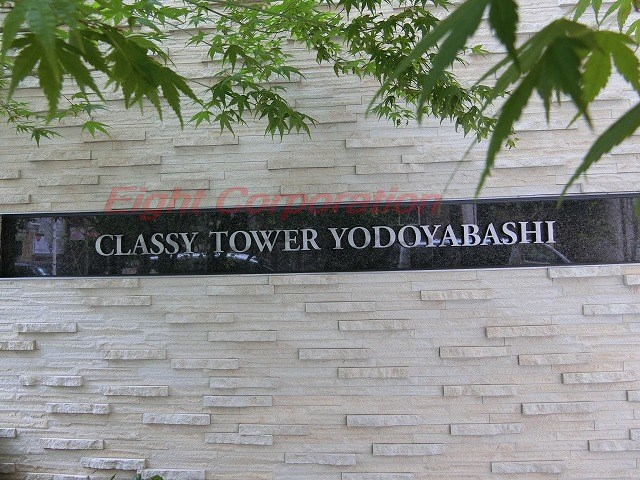 Eight Corporation
CLASSY TOWER YODOYABASHI